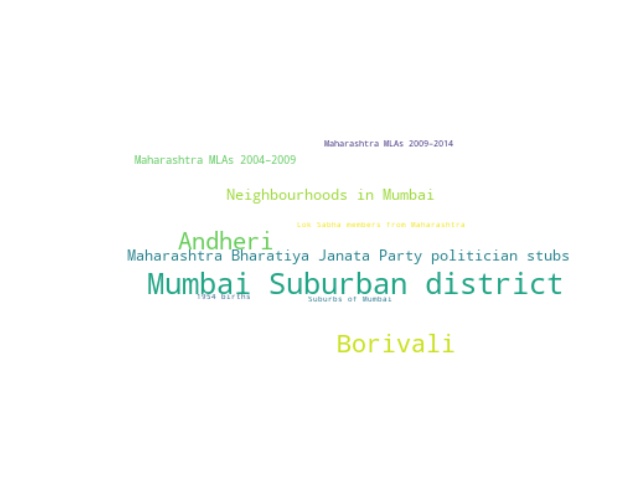 Maharashtra MLAs 2009–2014
Maharashtra MLAs 2004–2009
Neighbourhoods in Mumbai
Lok Sabha members from Maharashtra
Andheri
Maharashtra Bharatiya Janata Party politician stubs
Mumbai Suburban district
1954 births
Suburbs of Mumbai
Borivali